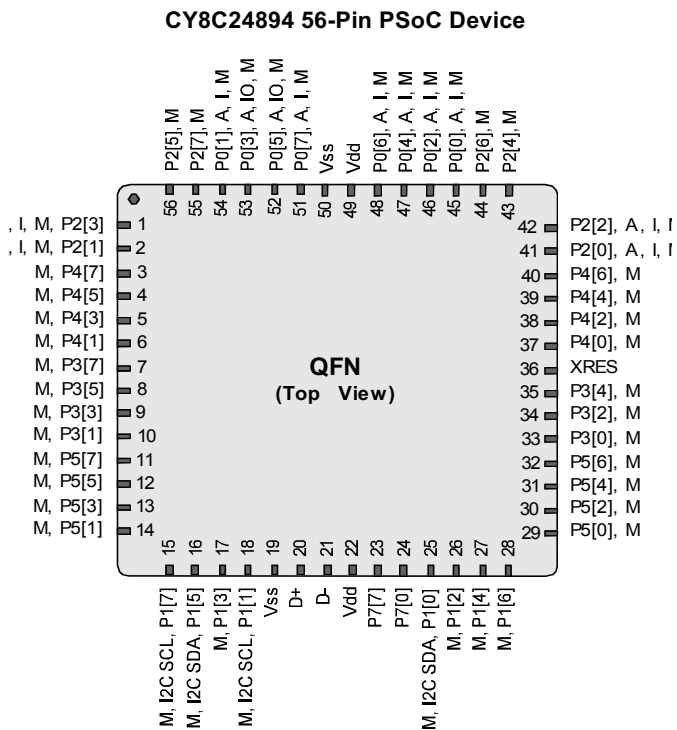 CY8C24894 56-Pin PSoC Device
P2[5], M
P2[7], M
P0[1], A, I, M
P0[3], A, IO, M
P0[5], A, IO, M
P0[7], A, I, M
Vss
Vdd
P0[6], A, I, M
P0[4], A, I, M
P0[2], A, I, M
P0[0], A, I, M
P2[6], M
P2[4], M
56
55
54
53
52
51
50
49
48
47
46
45
44
43
, I, M, P2[3] 1
, I, M, P2[1] 2
M, P4[7] 3
M, P4[5] 4
M, P4[3] 5
M, P4[1] 6
M, P3[7] 7
M, P3[5] 8
M, P3[3] 9
M, P3[1] 10
M, P5[7] 11
M, P5[5] 12
M, P5[3] 13
M, P5[1] 14
QFN
(Top View)
42 P2[2], A, I,
41 P2[0], A, I,
40 P4[6], M
39 P4[4], M
38 P4[2], M
37 P4[0], M
36 XRES
35 P3[4], M
34 P3[2], M
33 P3[0], M
32 P5[6], M
31 P5[4], M
30 P5[2], M
29 P5[0], M
15
16
17
18
19
20
21
22
23
24
25
26
27
28
M, I2C SCL, P1[7]
M, I2C SDA, P1[5]
M, P1[3]
M, I2C SCL, P1[1]
Vss
D+
D-
Vdd
P7[7]
P7[0]
M, I2C SDA, P1[0]
M, P1[2]
M, P1[4]
M, P1[6]